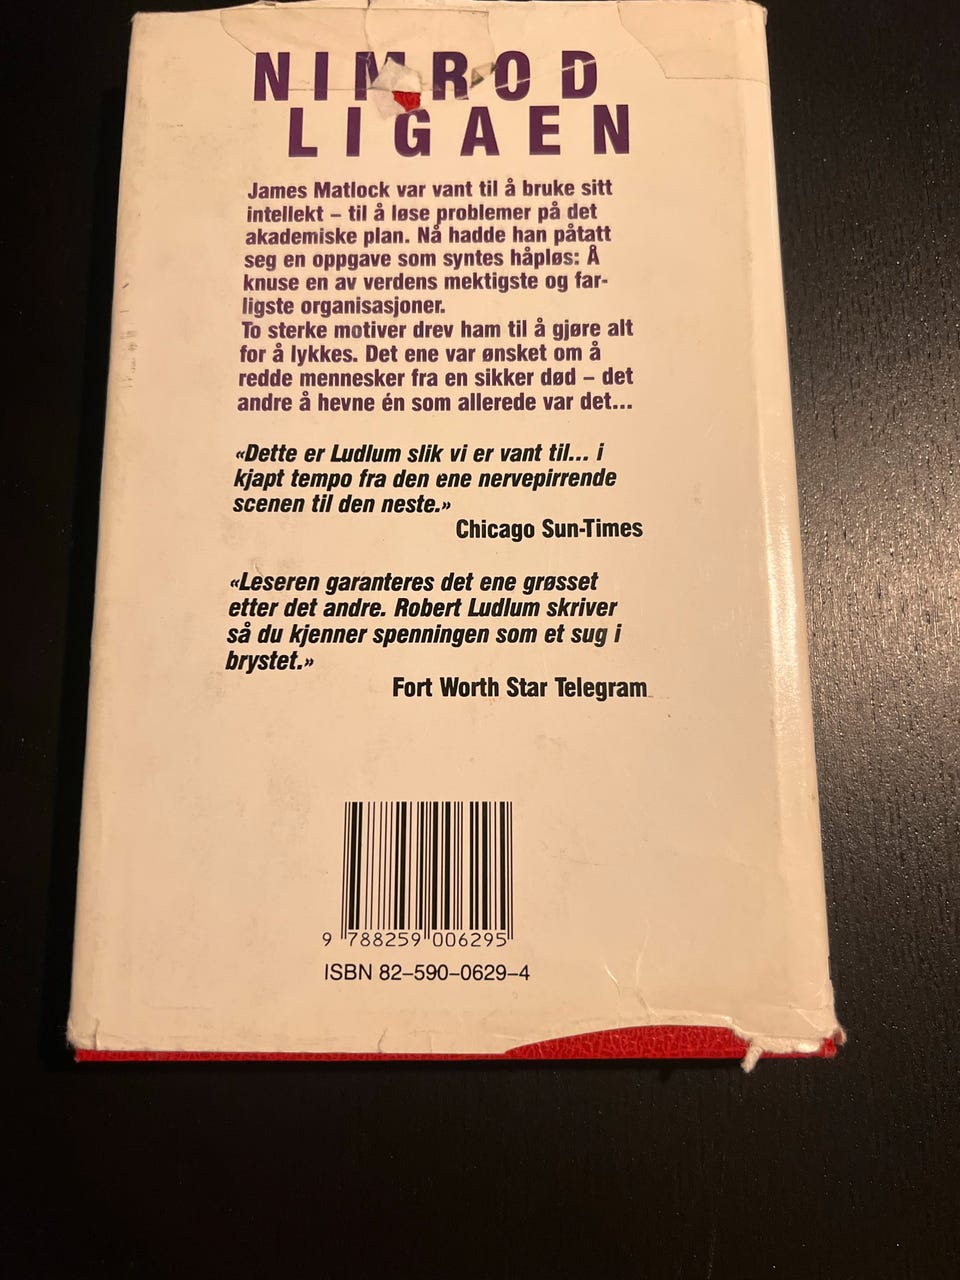 NIMROD
LIGAEN
James Matlock var vant til å bruke sitt
intellekt – til å løse problemer på det
akademiske plan. Nå hadde han påtatt
seg en oppgave som syntes håpløs: Å
knuse en av verdens mektigste og far-
ligste organisasjoner.
To sterke motiver drev ham til å gjøre alt
for å lykkes. Det ene var ønsket om å
redde mennesker fra en sikker død – det
andre å hevne én som allerede var det...
«Dette er Ludlum slik vi er vant til... i
kjapt tempo fra den ene nervepirrende
scenen til den neste.»
Chicago Sun-Times
«Leseren garanteres det ene grøsset
etter det andre. Robert Ludlum skriver
så du kjenner spenningen som et sug i
brystet.»
Fort Worth Star Telegram
9 788259 006295
ISBN 82–590–0629–4